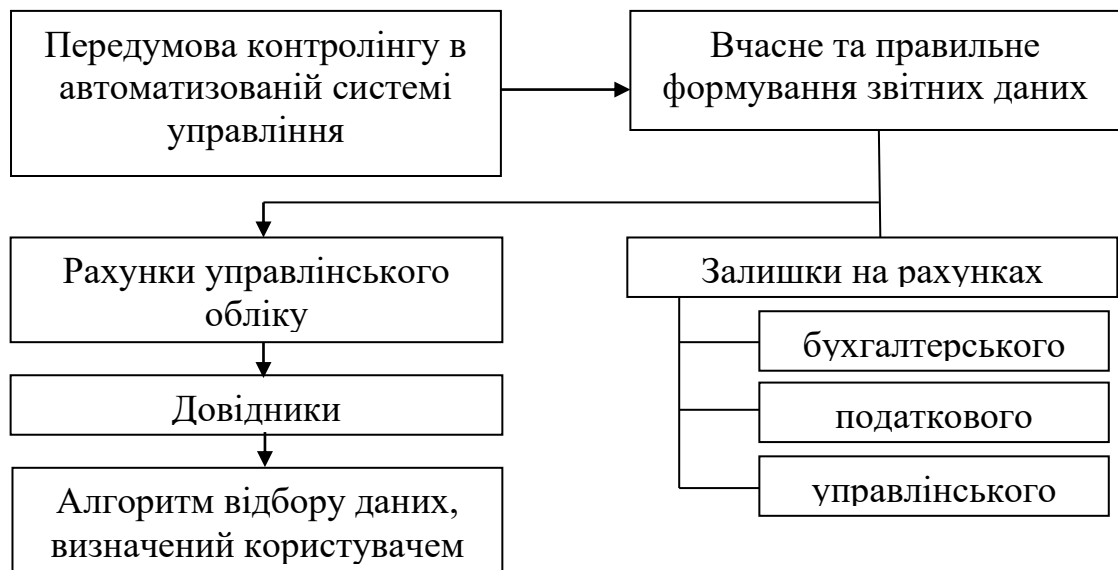 Передумова контролінгу в
автоматизованій системі
управління
Вчасне та правильне
формування звітних даних
Рахунки управлінського
обліку
Довідники
Алгоритм відбору даних,
визначений користувачем
Залишки на рахунках
бухгалтерського
податкового
управлінського